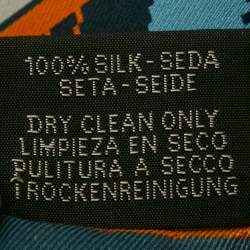 100% SILK-SEDA
SETA-SEIDE
DRY CLEAN ONLY
LIMPIEZA EN SECO
PULITURA A SECCO
TROCKENREINIGUNG